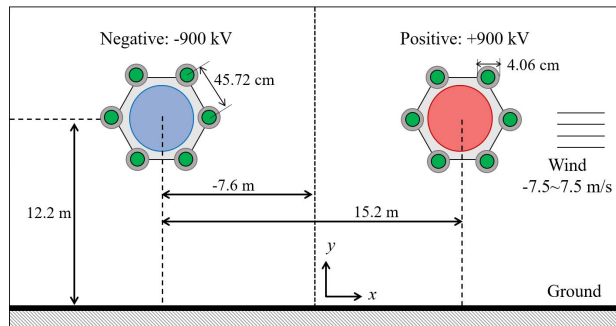 Negative: -900 kV
Positive: +900 kV
45.72 cm
4.06 cm
Wind
-7.5~7.5 m/s
-7.6 m
12.2 m
15.2 m
y
x
Ground